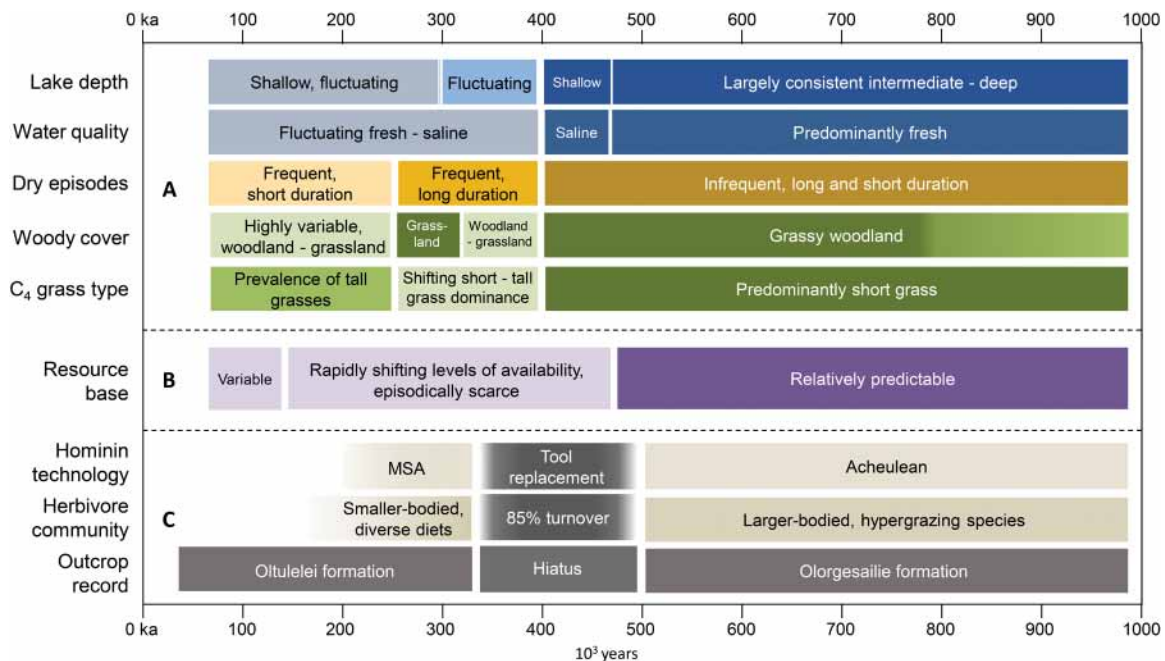 0 ka 100 200 300 400 500 600 700 800 900 1000
Lake depth
Shallow, fluctuating
Fluctuating
Shallow
Largely consistent intermediate - deep
Water quality
Fluctuating fresh - saline
Saline
Predominantly fresh
Dry episodes
A
Frequent,
short duration
Frequent,
long duration
Infrequent, long and short duration
Woody cover
Highly variable,
woodland - grassland
Grass-
land
Woodland
- grassland
Grassy woodland
C₄ grass type
Prevalence of tall
grasses
Shifting short - tall
grass dominance
Predominantly short grass
Resource
base
B
Variable
Rapidly shifting levels of availability,
episodically scarce
Relatively predictable
Hominin
technology
MSA
Tool
replacement
Acheulean
Herbivore
community
C
Smaller-bodied,
diverse diets
85% turnover
Larger-bodied, hypergrazing species
Outcrop
record
Oltulelei formation
Hiatus
Olorgesailie formation
0 ka 100 200 300 400 500 600 700 800 900 1000
10³ years